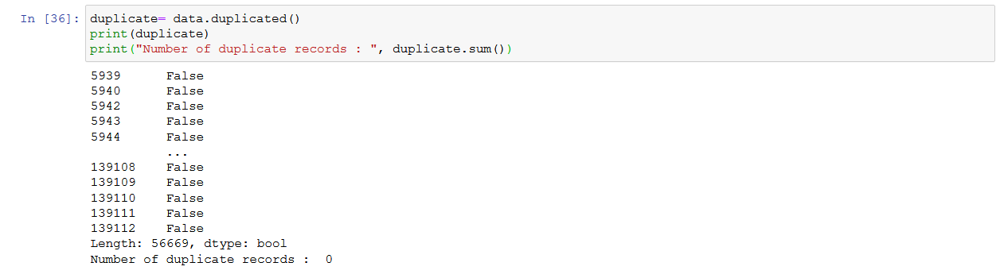 In [36]: duplicate= data.duplicated()
print(duplicate)
print("Number of duplicate records : ", duplicate.sum())
5939      False
5940      False
5942      False
5943      False
5944      False
          ...
139108    False
139109    False
139110    False
139111    False
139112    False
Length: 56669, dtype: bool
Number of duplicate records :  0